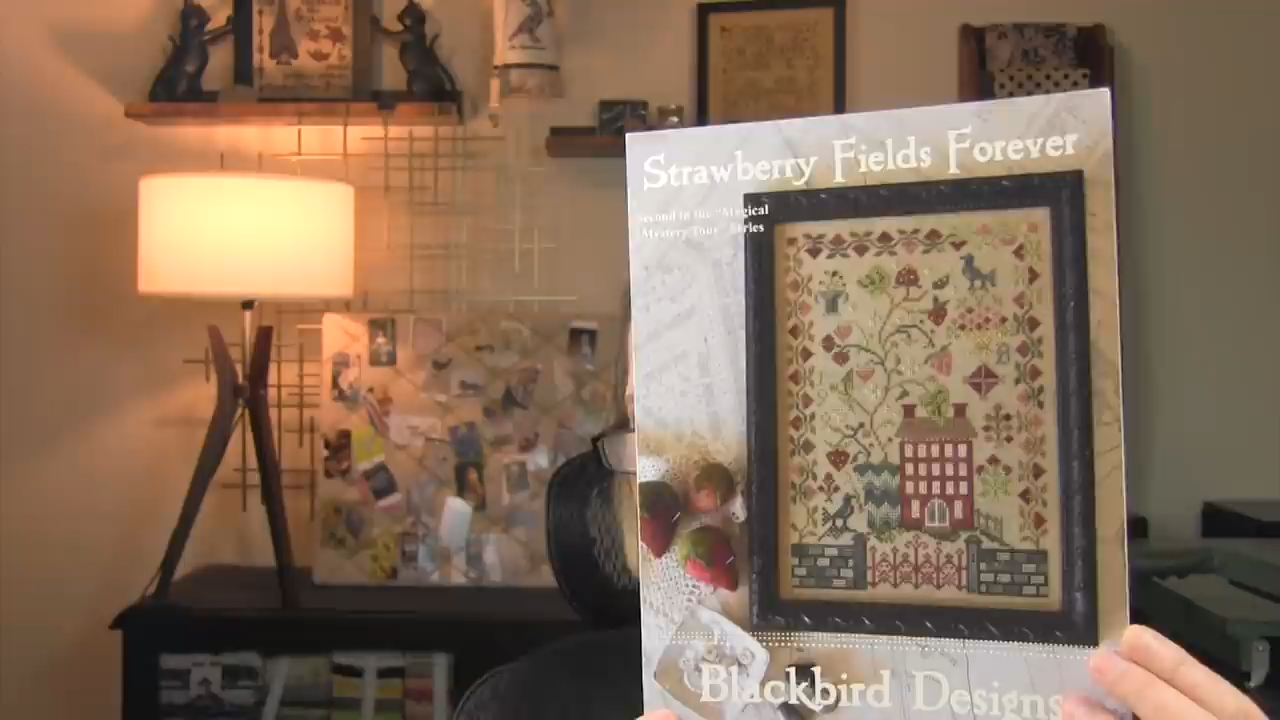 Strawberry Fields Forever
Second in the "Magical
Mystery Tour" Series
Blackbird Designs